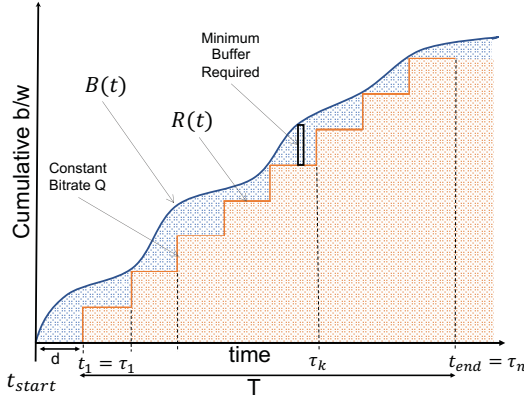 Cumulative b/w
Minimum
Buffer
Required
B(t)
R(t)
Constant
Bitrate Q
d
t_1 = τ_1
time
τ_k
t_end = τ_n
t_start
T